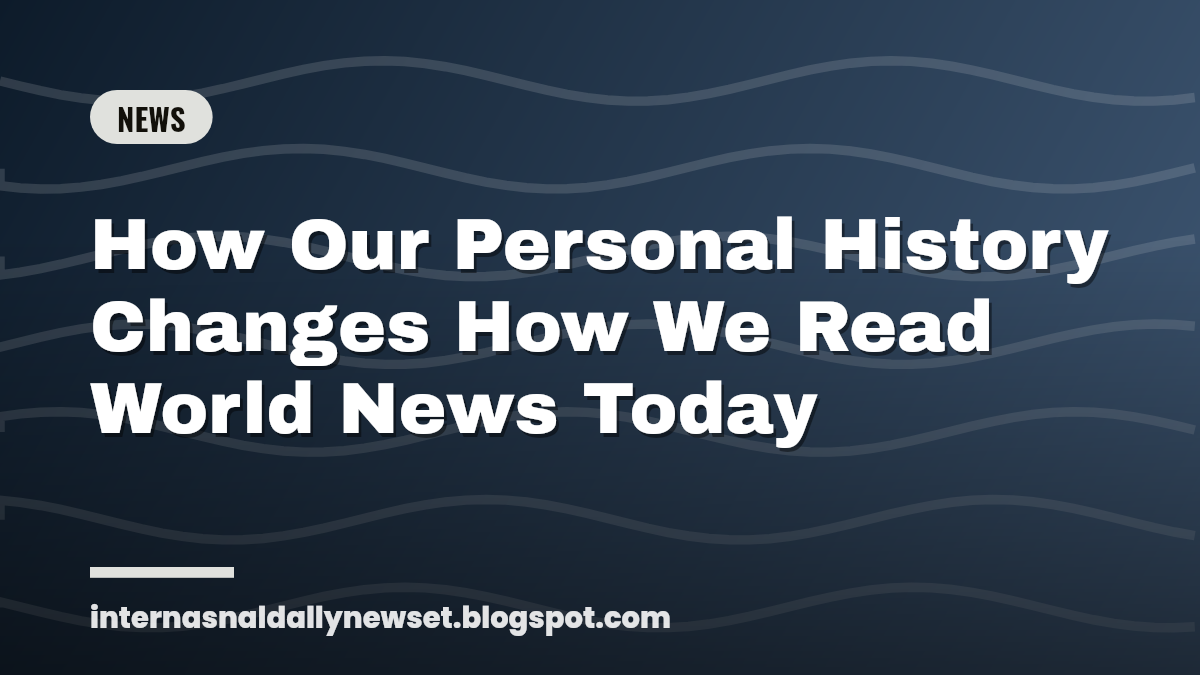 NEWS
How Our Personal History
Changes How We Read
World News Today
internasnaldallynewset.blogspot.com